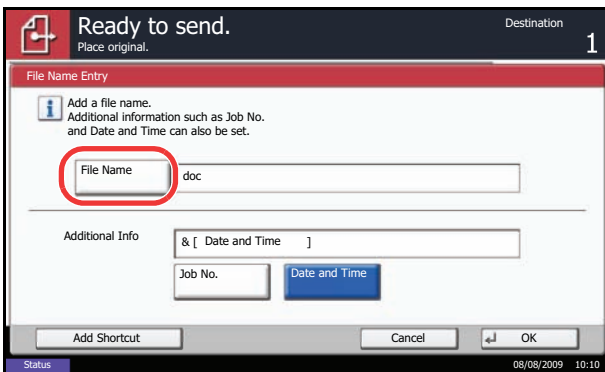 Ready to send.
Destination
Place original.
1
File Name Entry
Add a file name.
Additional information such as Job No.
and Date and Time can also be set.
File Name
doc
Additional Info
& [ Date and Time ]
Job No.
Date and Time
Add Shortcut
Cancel
OK
Status
08/08/2009 10:10